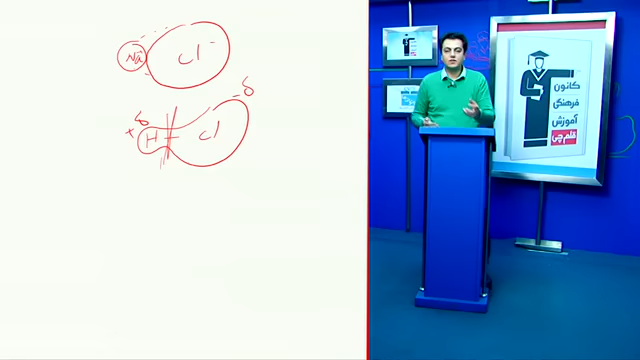 Na Cl -
δ
- δ
+ H Cl
کانون
فرهنگی
آموزش
قلم‌چی